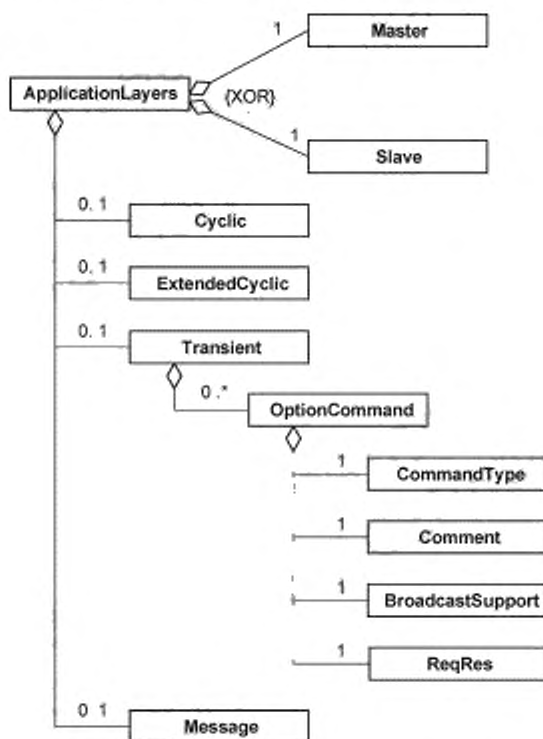 1
Master
ApplicationLayers
{XOR}
1
Slave
0. 1
Cyclic
0. 1
ExtendedCyclic
0. 1
Transient
0 .*
OptionCommand
1
CommandType
1
Comment
1
BroadcastSupport
1
ReqRes
0 1
Message